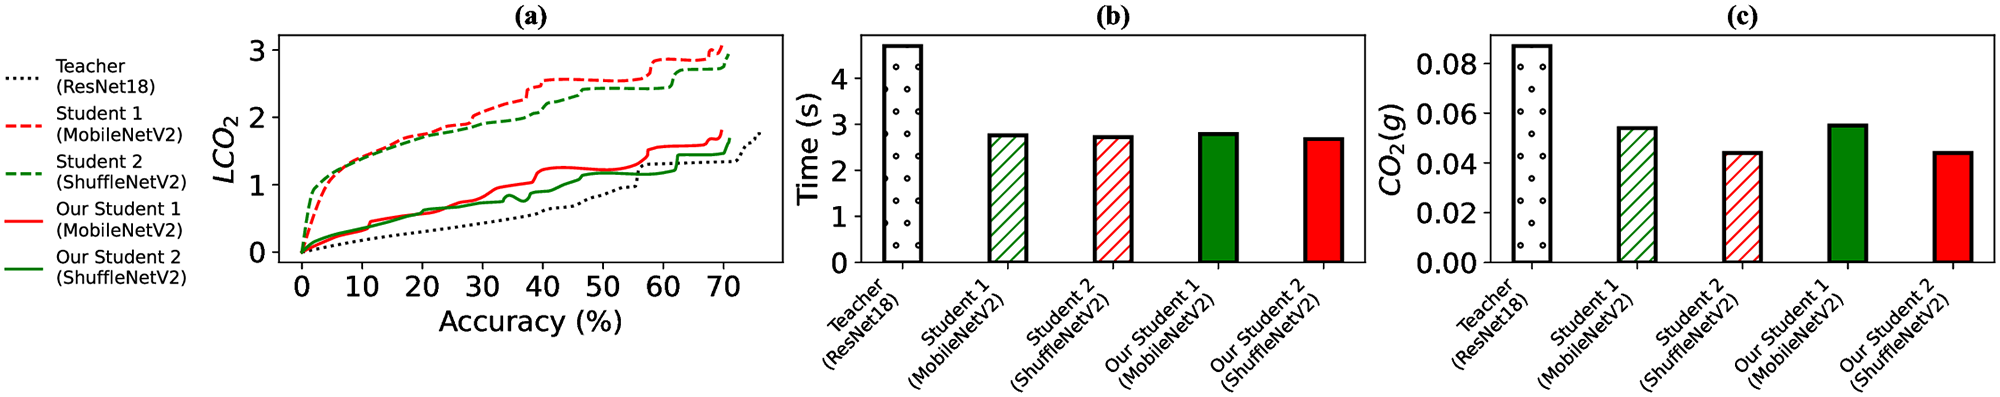 (a)
(b)
(c)
Teacher
(ResNet18)
Student 1
(MobileNetV2)
Student 2
(ShuffleNetV2)
Our Student 1
(MobileNetV2)
Our Student 2
(ShuffleNetV2)
LCO2
3
2
1
0
0 10 20 30 40 50 60 70
Accuracy (%)
Time (s)
4
3
2
1
0
Teacher
(ResNet18)
Student 1
(MobileNetV2)
Student 2
(ShuffleNetV2)
Our Student 1
(MobileNetV2)
Our Student 2
(ShuffleNetV2)
CO2(g)
0.08
0.06
0.04
0.02
0.00
Teacher
(ResNet18)
Student 1
(MobileNetV2)
Student 2
(ShuffleNetV2)
Our Student 1
(MobileNetV2)
Our Student 2
(ShuffleNetV2)